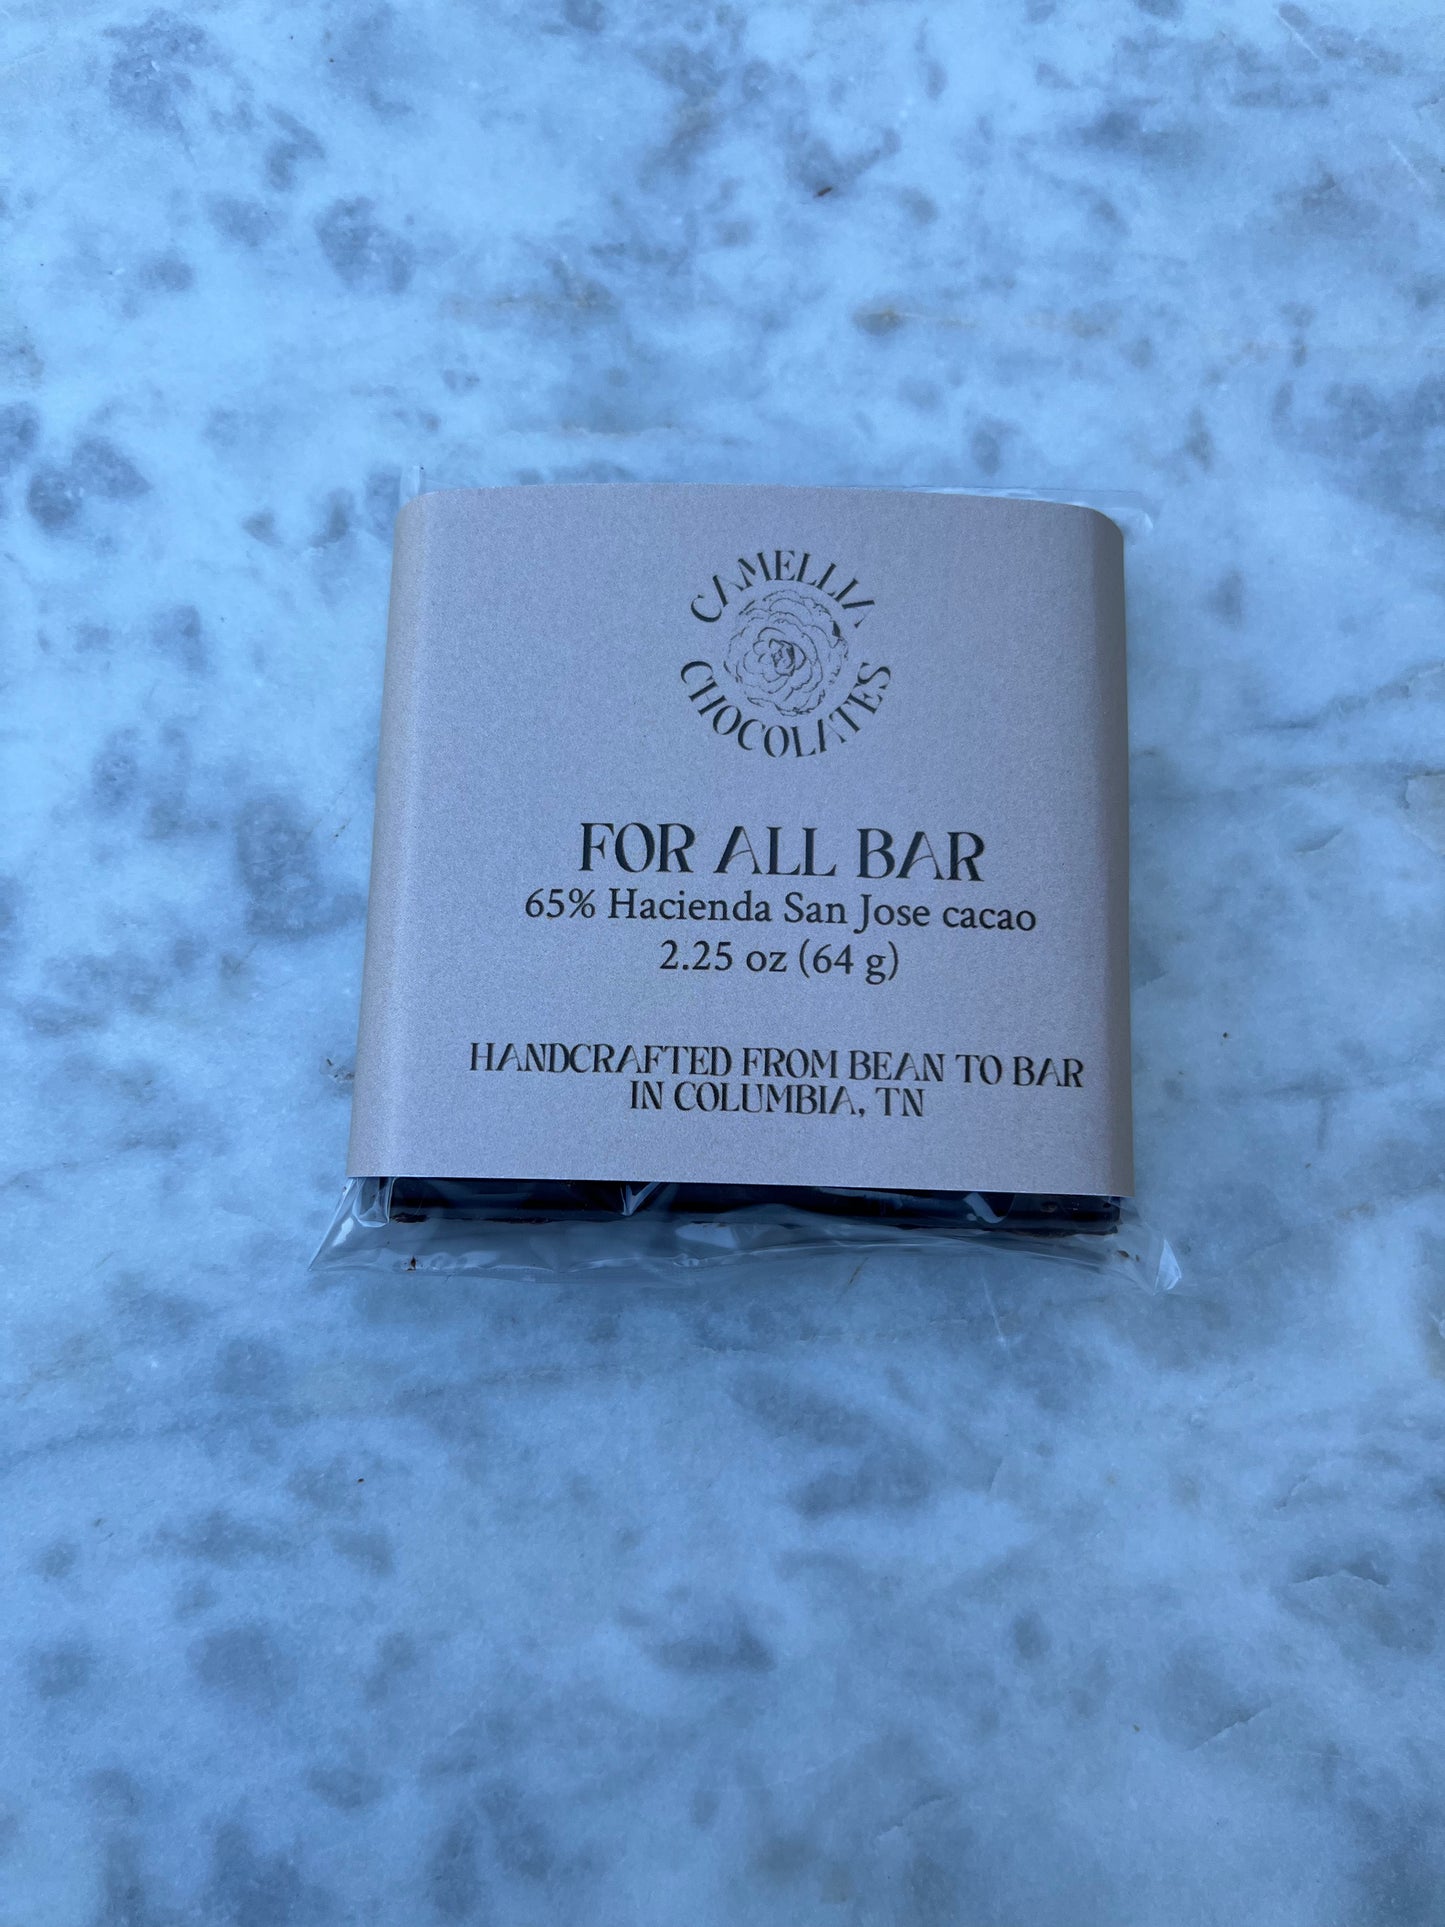 CAMELLIA
CHOCOLATES
FOR ALL BAR
65% Hacienda San Jose cacao
2.25 oz (64 g)
HANDCRAFTED FROM BEAN TO BAR
IN COLUMBIA, TN